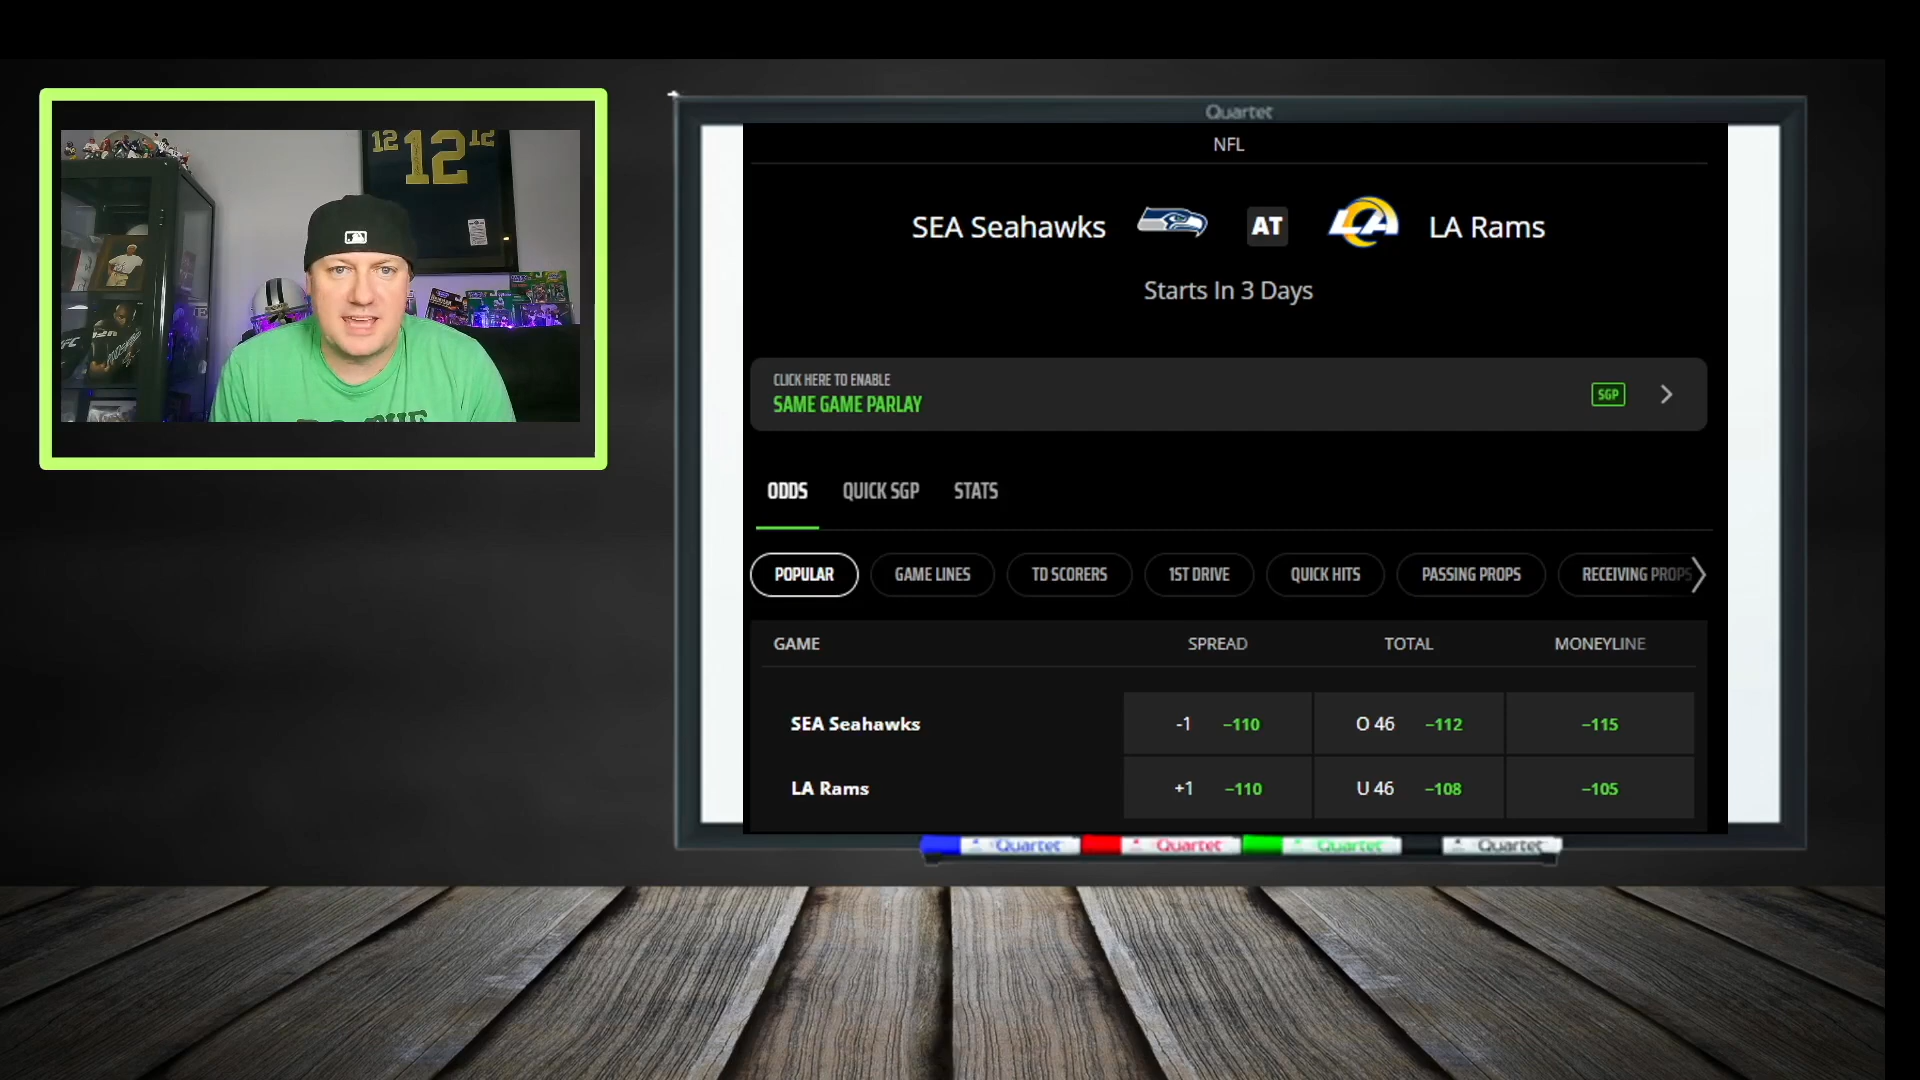 12 12 12
Quartet
NFL
SEA Seahawks AT LA Rams
Starts In 3 Days
CLICK HERE TO ENABLE
SAME GAME PARLAY
SGP
ODDS QUICK SGP STATS
POPULAR GAME LINES TD SCORERS 1ST DRIVE QUICK HITS PASSING PROPS RECEIVING PROPS
GAME SPREAD TOTAL MONEYLINE
SEA Seahawks -1 −110 O 46 −112 −115
LA Rams +1 −110 U 46 −108 −105
Quartet Quartet Quartet Quartet